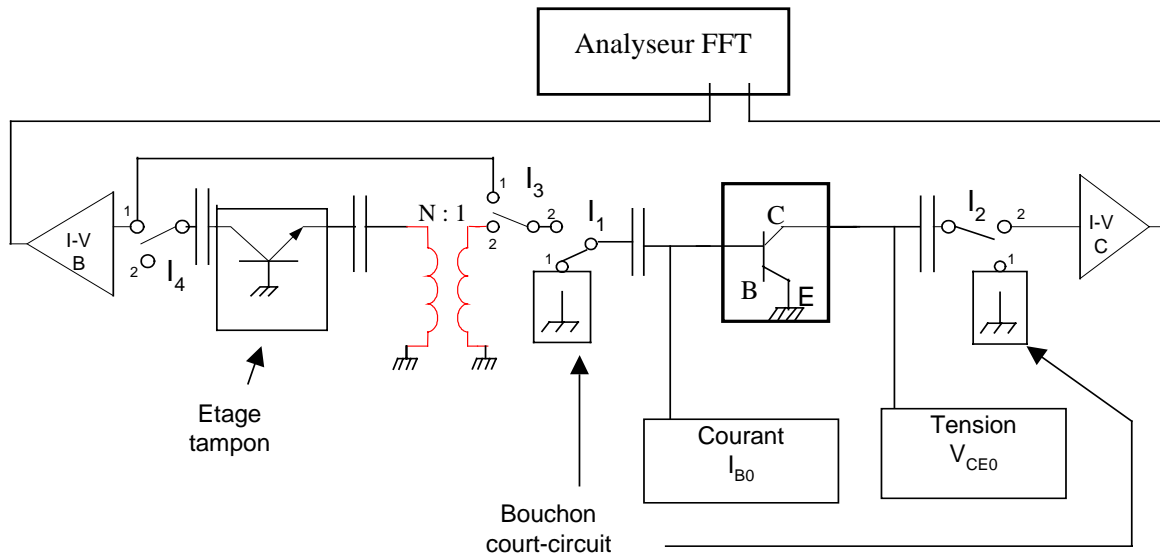 Analyseur FFT
I-V
B
1
2
I4
N : 1
1
I3
2
2
I1
1
C
B
E
I2
2
1
I-V
C
Etage
tampon
Bouchon
court-circuit
Courant
IB0
Tension
VCE0